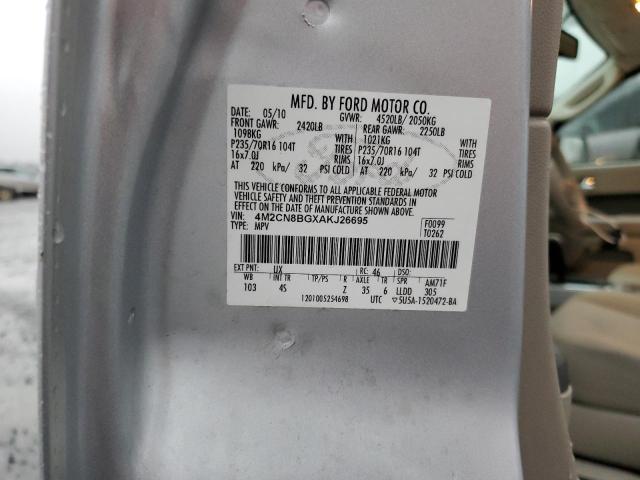 MFD. BY FORD MOTOR CO.
DATE: 05/10 GVWR: 4520LB/ 2050KG
FRONT GAWR: 2420LB REAR GAWR: 2250LB
1098KG WITH 1021KG WITH
P235/70R16 104T TIRES P235/70R16 104T TIRES
16x7.0J RIMS 16x7.0J RIMS
AT 220 kPa/ 32 PSI COLD AT 220 kPa/ 32 PSI COLD
THIS VEHICLE CONFORMS TO ALL APPLICABLE FEDERAL MOTOR
VEHICLE SAFETY AND THEFT PREVENTION STANDARDS IN
EFFECT ON THE DATE OF MANUFACTURE SHOWN ABOVE.
VIN: 4M2CN8BGXAKJ26695 F0099
TYPE: MPV T0262
EXT PNT: UX RC: 46 DSO:
WB INT TR TP/PS R AXLE TR SPR AM71F
103 4S Z 35 6 LLDD 305
1201005254698 UTC 5U5A-1520472-BA